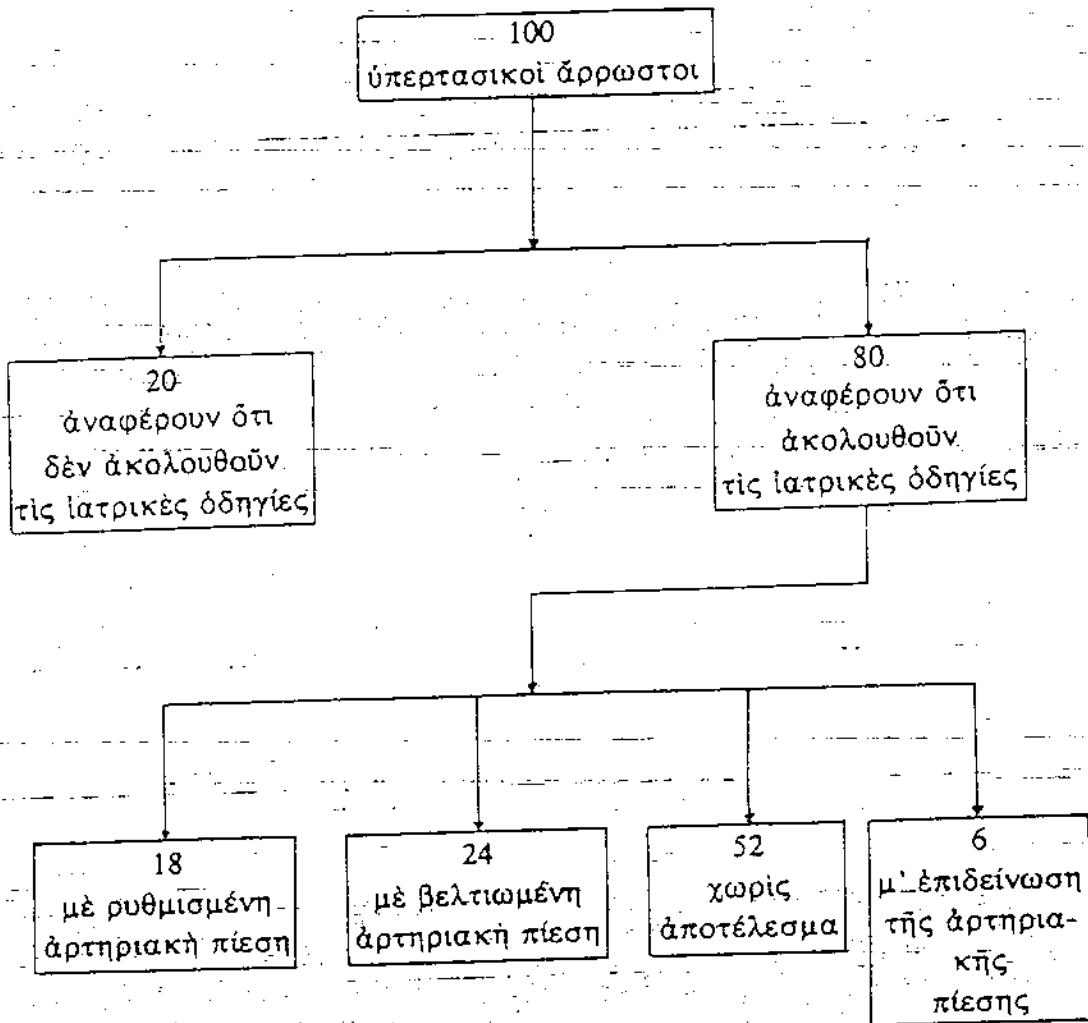 100
ὑπερτασικοὶ ἄρρωστοι
20
ἀναφέρουν ὅτι
δὲν ἀκολουθοῦν
τὶς ἰατρικὲς ὁδηγίες
80
ἀναφέρουν ὅτι
ἀκολουθοῦν
τὶς ἰατρικὲς ὁδηγίες
18
μὲ ρυθμισμένη
ἀρτηριακὴ πίεση
24
μὲ βελτιωμένη
ἀρτηριακὴ πίεση
52
χωρὶς
ἀποτέλεσμα
6
μ' ἐπιδείνωση
τῆς ἀρτηρια-
κῆς
πίεσης